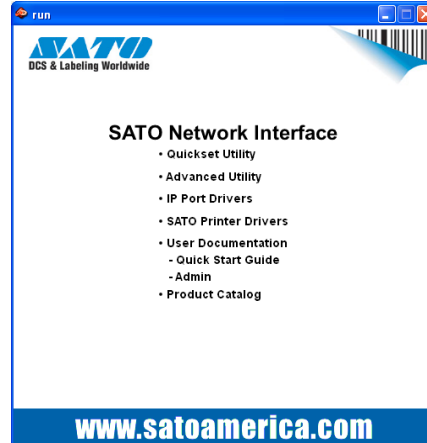 run
SATO
DCS & Labeling Worldwide
SATO Network Interface
• Quickset Utility
• Advanced Utility
• IP Port Drivers
• SATO Printer Drivers
• User Documentation
- Quick Start Guide
- Admin
• Product Catalog
www.satoamerica.com